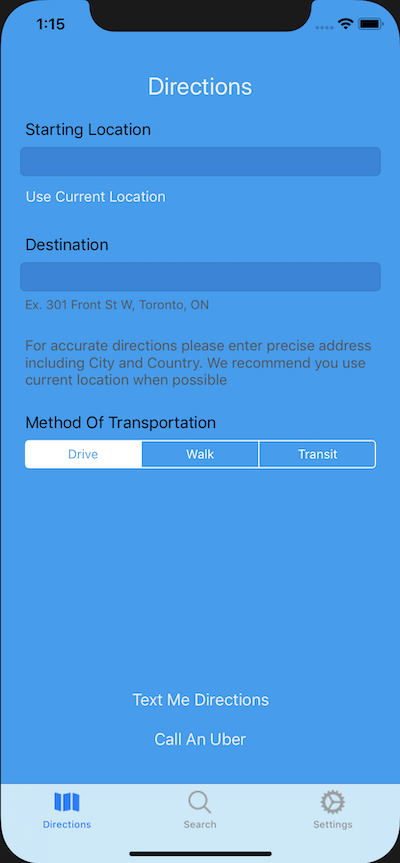 1:15
Directions
Starting Location
Use Current Location
Destination
Ex. 301 Front St W, Toronto, ON
For accurate directions please enter precise address
including City and Country. We recommend you use
current location when possible
Method Of Transportation
Drive Walk Transit
Text Me Directions
Call An Uber
Directions Search Settings